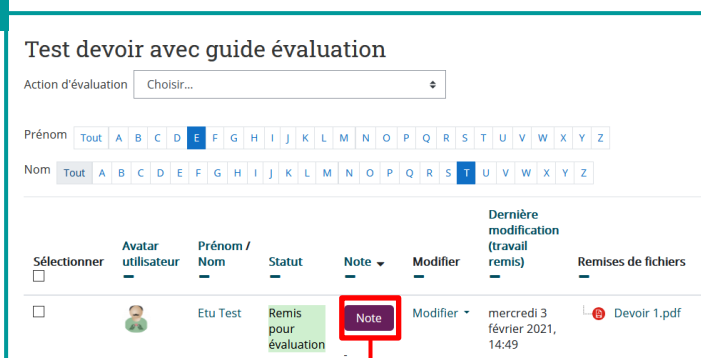 Test devoir avec guide évaluation
Action d'évaluation Choisir...
Prénom Tout A B C D E F G H I J K L M N O P Q R S T U V W X Y Z
Nom Tout A B C D E F G H I J K L M N O P Q R S T U V W X Y Z
Sélectionner
Avatar
utilisateur
Prénom /
Nom
Statut
Note
Modifier
Dernière
modification
(travail
remis)
Remises de fichiers
Etu Test
Remis
pour
évaluation
Note
-
Modifier
mercredi 3
février 2021,
14:49
Devoir 1.pdf